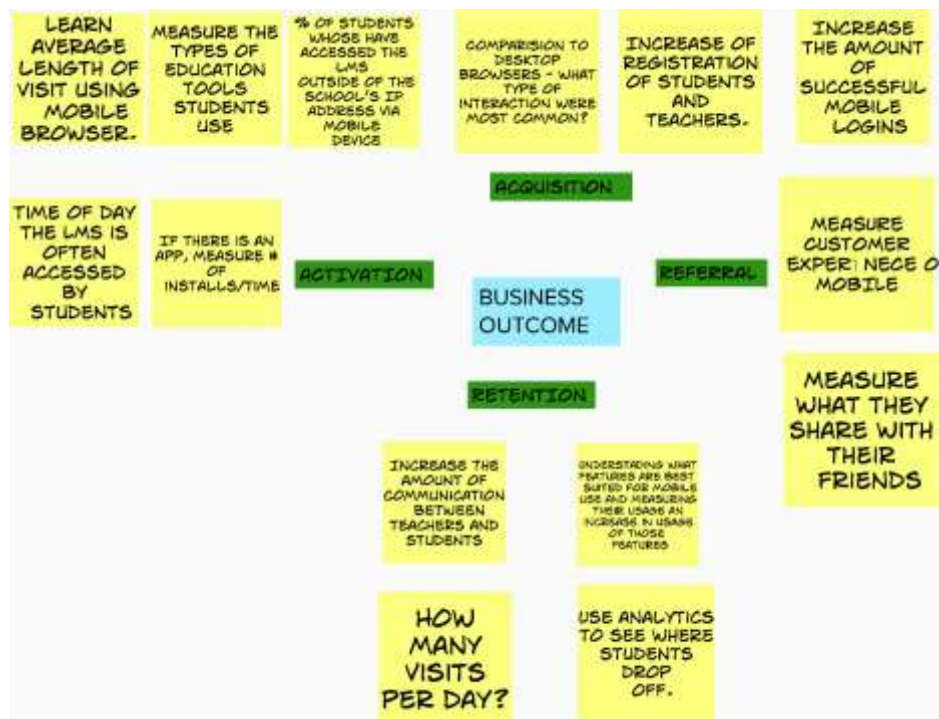 LEARN
AVERAGE
LENGTH OF
VISIT USING
MOBILE
BROWSER.
MEASURE THE
TYPES OF
EDUCATION
TOOLS
STUDENTS
USE
% OF STUDENTS
WHOSE HAVE
ACCESSED THE
LMS
OUTSIDE OF THE
SCHOOL'S IP
ADDRESS VIA
MOBILE
DEVICE
COMPARISION TO
DESKTOP
BROWSERS - WHAT
TYPE OF
INTERACTION WERE
MOST COMMON?
INCREASE OF
REGISTRATION
OF STUDENTS
AND
TEACHERS.
INCREASE
THE AMOUNT
OF
SUCCESSFUL
MOBILE
LOGINS
ACQUISITION
TIME OF DAY
THE LMS IS
OFTEN
ACCESSED
BY
STUDENTS
IF THERE IS AN
APP, MEASURE #
OF
INSTALLS/TIME
ACTIVATION
REFERRAL
MEASURE
CUSTOMER
EXPERI NECE O
MOBILE
BUSINESS
OUTCOME
RETENTION
MEASURE
WHAT THEY
SHARE WITH
THEIR
FRIENDS
INCREASE THE
AMOUNT OF
COMMUNICATION
BETWEEN
TEACHERS AND
STUDENTS
UNDERSTADING WHAT
FEATURES ARE BEST
SUITED FOR MOBILE
USE AND MEASURING
THEIR USAGE AN
INCREASE IN USAGE
OF THOSE
FEATURES
HOW
MANY
VISITS
PER DAY?
USE ANALYTICS
TO SEE WHERE
STUDENTS
DROP
OFF.